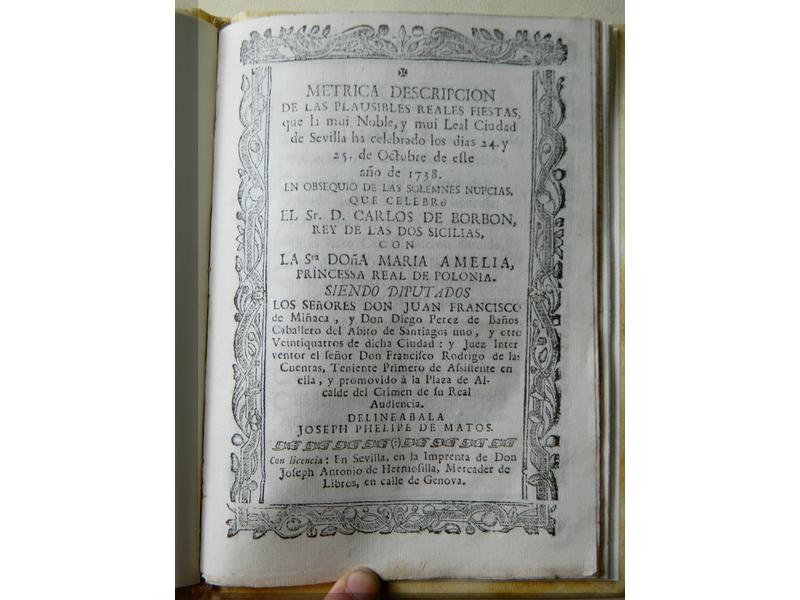 ✠
METRICA DESCRIPCION
DE LAS PLAUSIBLES REALES FIESTAS,
que la mui Noble, y mui Leal Ciudad
de Sevilla ha celebrado los dias 24. y
25. de Octubre de este
año de 1738.
EN OBSEQUIO DE LAS SOLEMNES NUPCIAS,
QUE CELEBRÓ
EL Sr. D. CARLOS DE BORBON,
REY DE LAS DOS SICILIAS,
CON
LA Sra DOñA MARIA AMELIA,
PRINCESSA REAL DE POLONIA.
SIENDO DIPUTADOS
LOS SEñORES DON JUAN FRANCISCO
de Miñaca, y Don Diego Perez de Baños,
Caballero del Abito de Santiagos uno, y otro
Veintiquatros de dicha Ciudad: y Juez Inter
ventor el señor Don Francisco Rodrigo de las
Cuentas, Teniente Primero de Assistente en
ella, y promovido à la Plaza de Al-
calde del Crimen de su Real
Audiencia.
DELINEABALA
JOSEPH PHELIPE DE MATOS.
Con licencia: En Sevilla, en la Imprenta de Don
Joseph Antonio de Hermosilla, Mercader de
Libros, en calle de Genova.